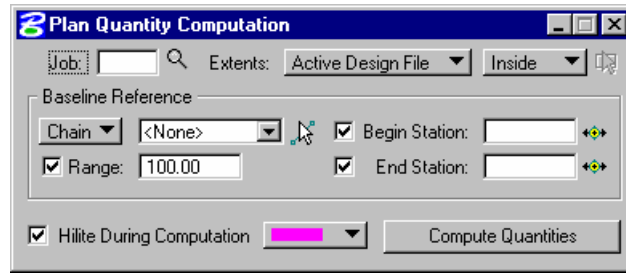 Plan Quantity Computation
Job: Extents: Active Design File Inside
Baseline Reference
Chain <None> Begin Station:
Range: 100.00 End Station:
Hilite During Computation Compute Quantities